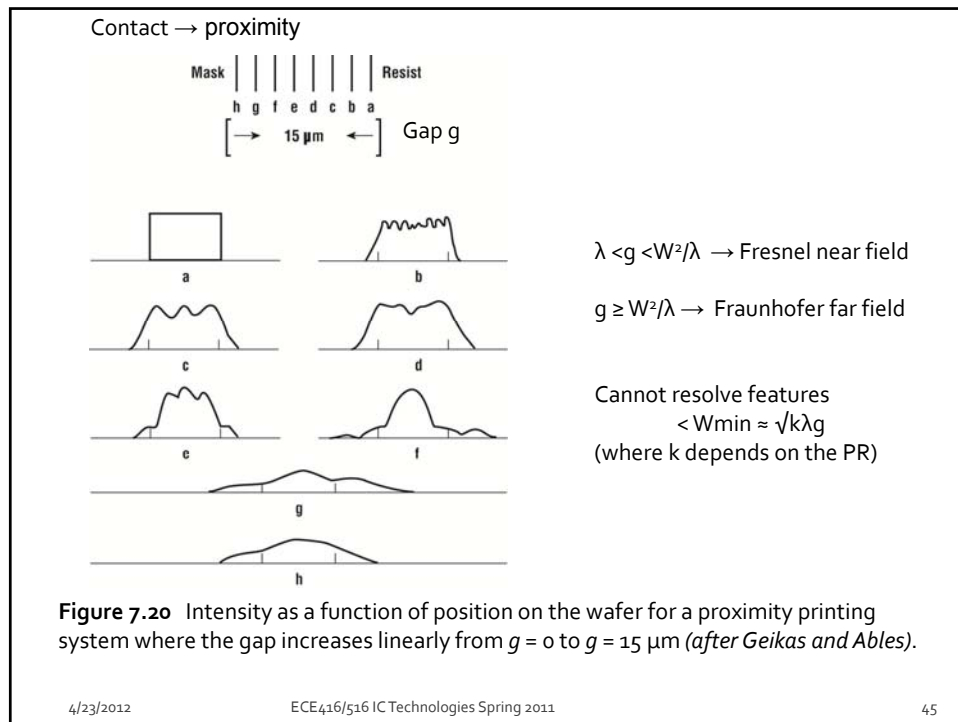 Contact → proximity
Mask Resist
h g f e d c b a
15 µm Gap g
a b
c d
e f
g
h
λ <g <W²/λ → Fresnel near field
g ≥ W²/λ → Fraunhofer far field
Cannot resolve features
< Wmin ≈ √kλg
(where k depends on the PR)
Figure 7.20 Intensity as a function of position on the wafer for a proximity printing
system where the gap increases linearly from g = 0 to g = 15 µm (after Geikas and Ables).
4/23/2012 ECE416/516 IC Technologies Spring 2011 45